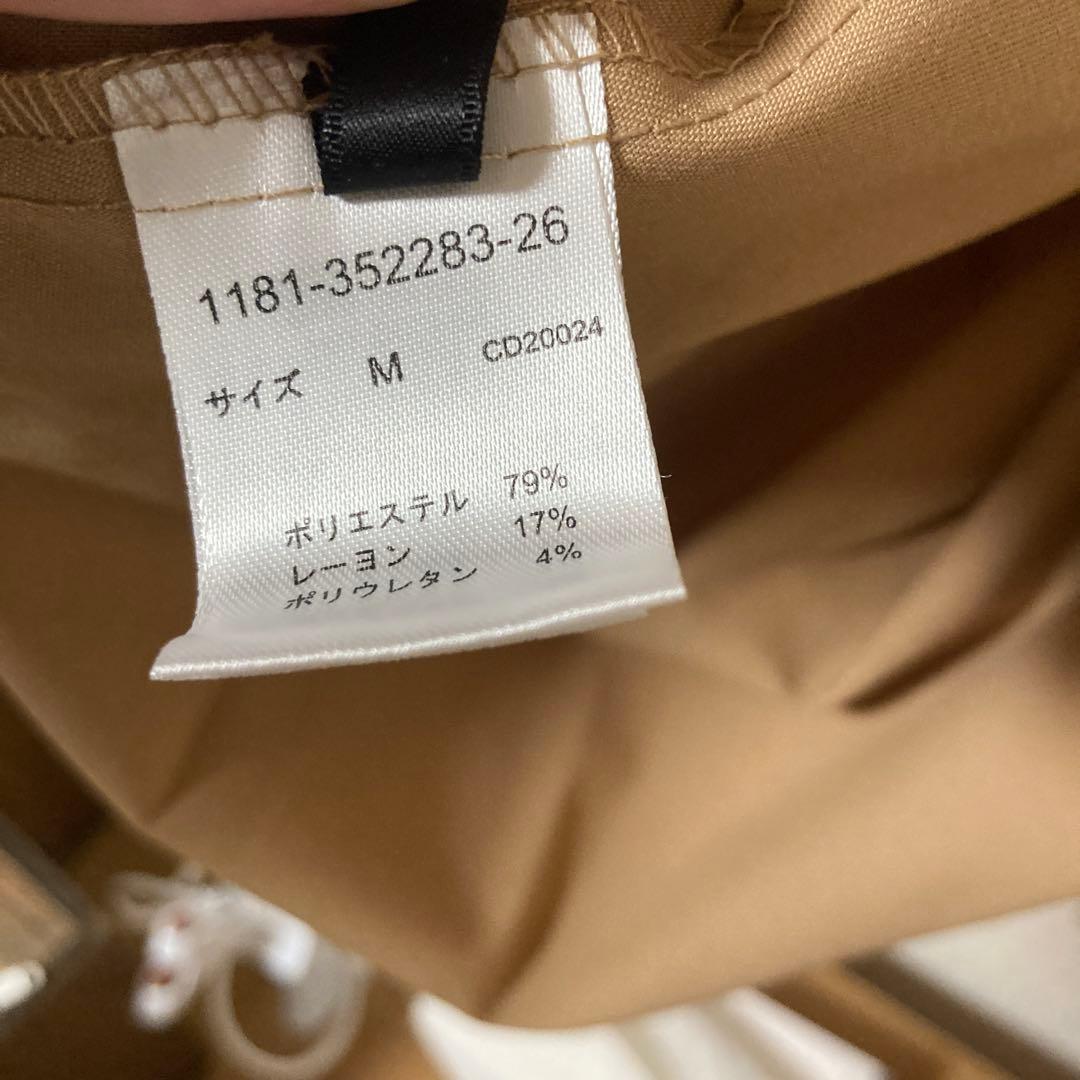 1181-352283-26
サイズ M CD20024
ポリエステル 79%
レーヨン 17%
ポリウレタン 4%